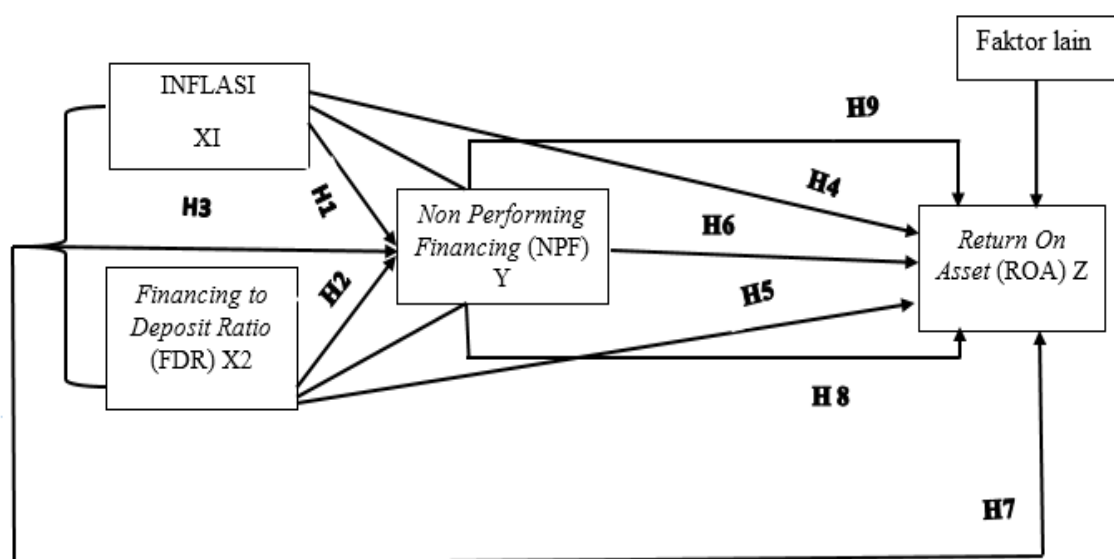 Faktor lain
INFLASI
XI
H9
H1
H4
H3
Non Performing
Financing (NPF)
Y
H6
Return On
Asset (ROA) Z
H2
H5
Financing to
Deposit Ratio
(FDR) X2
H 8
H7